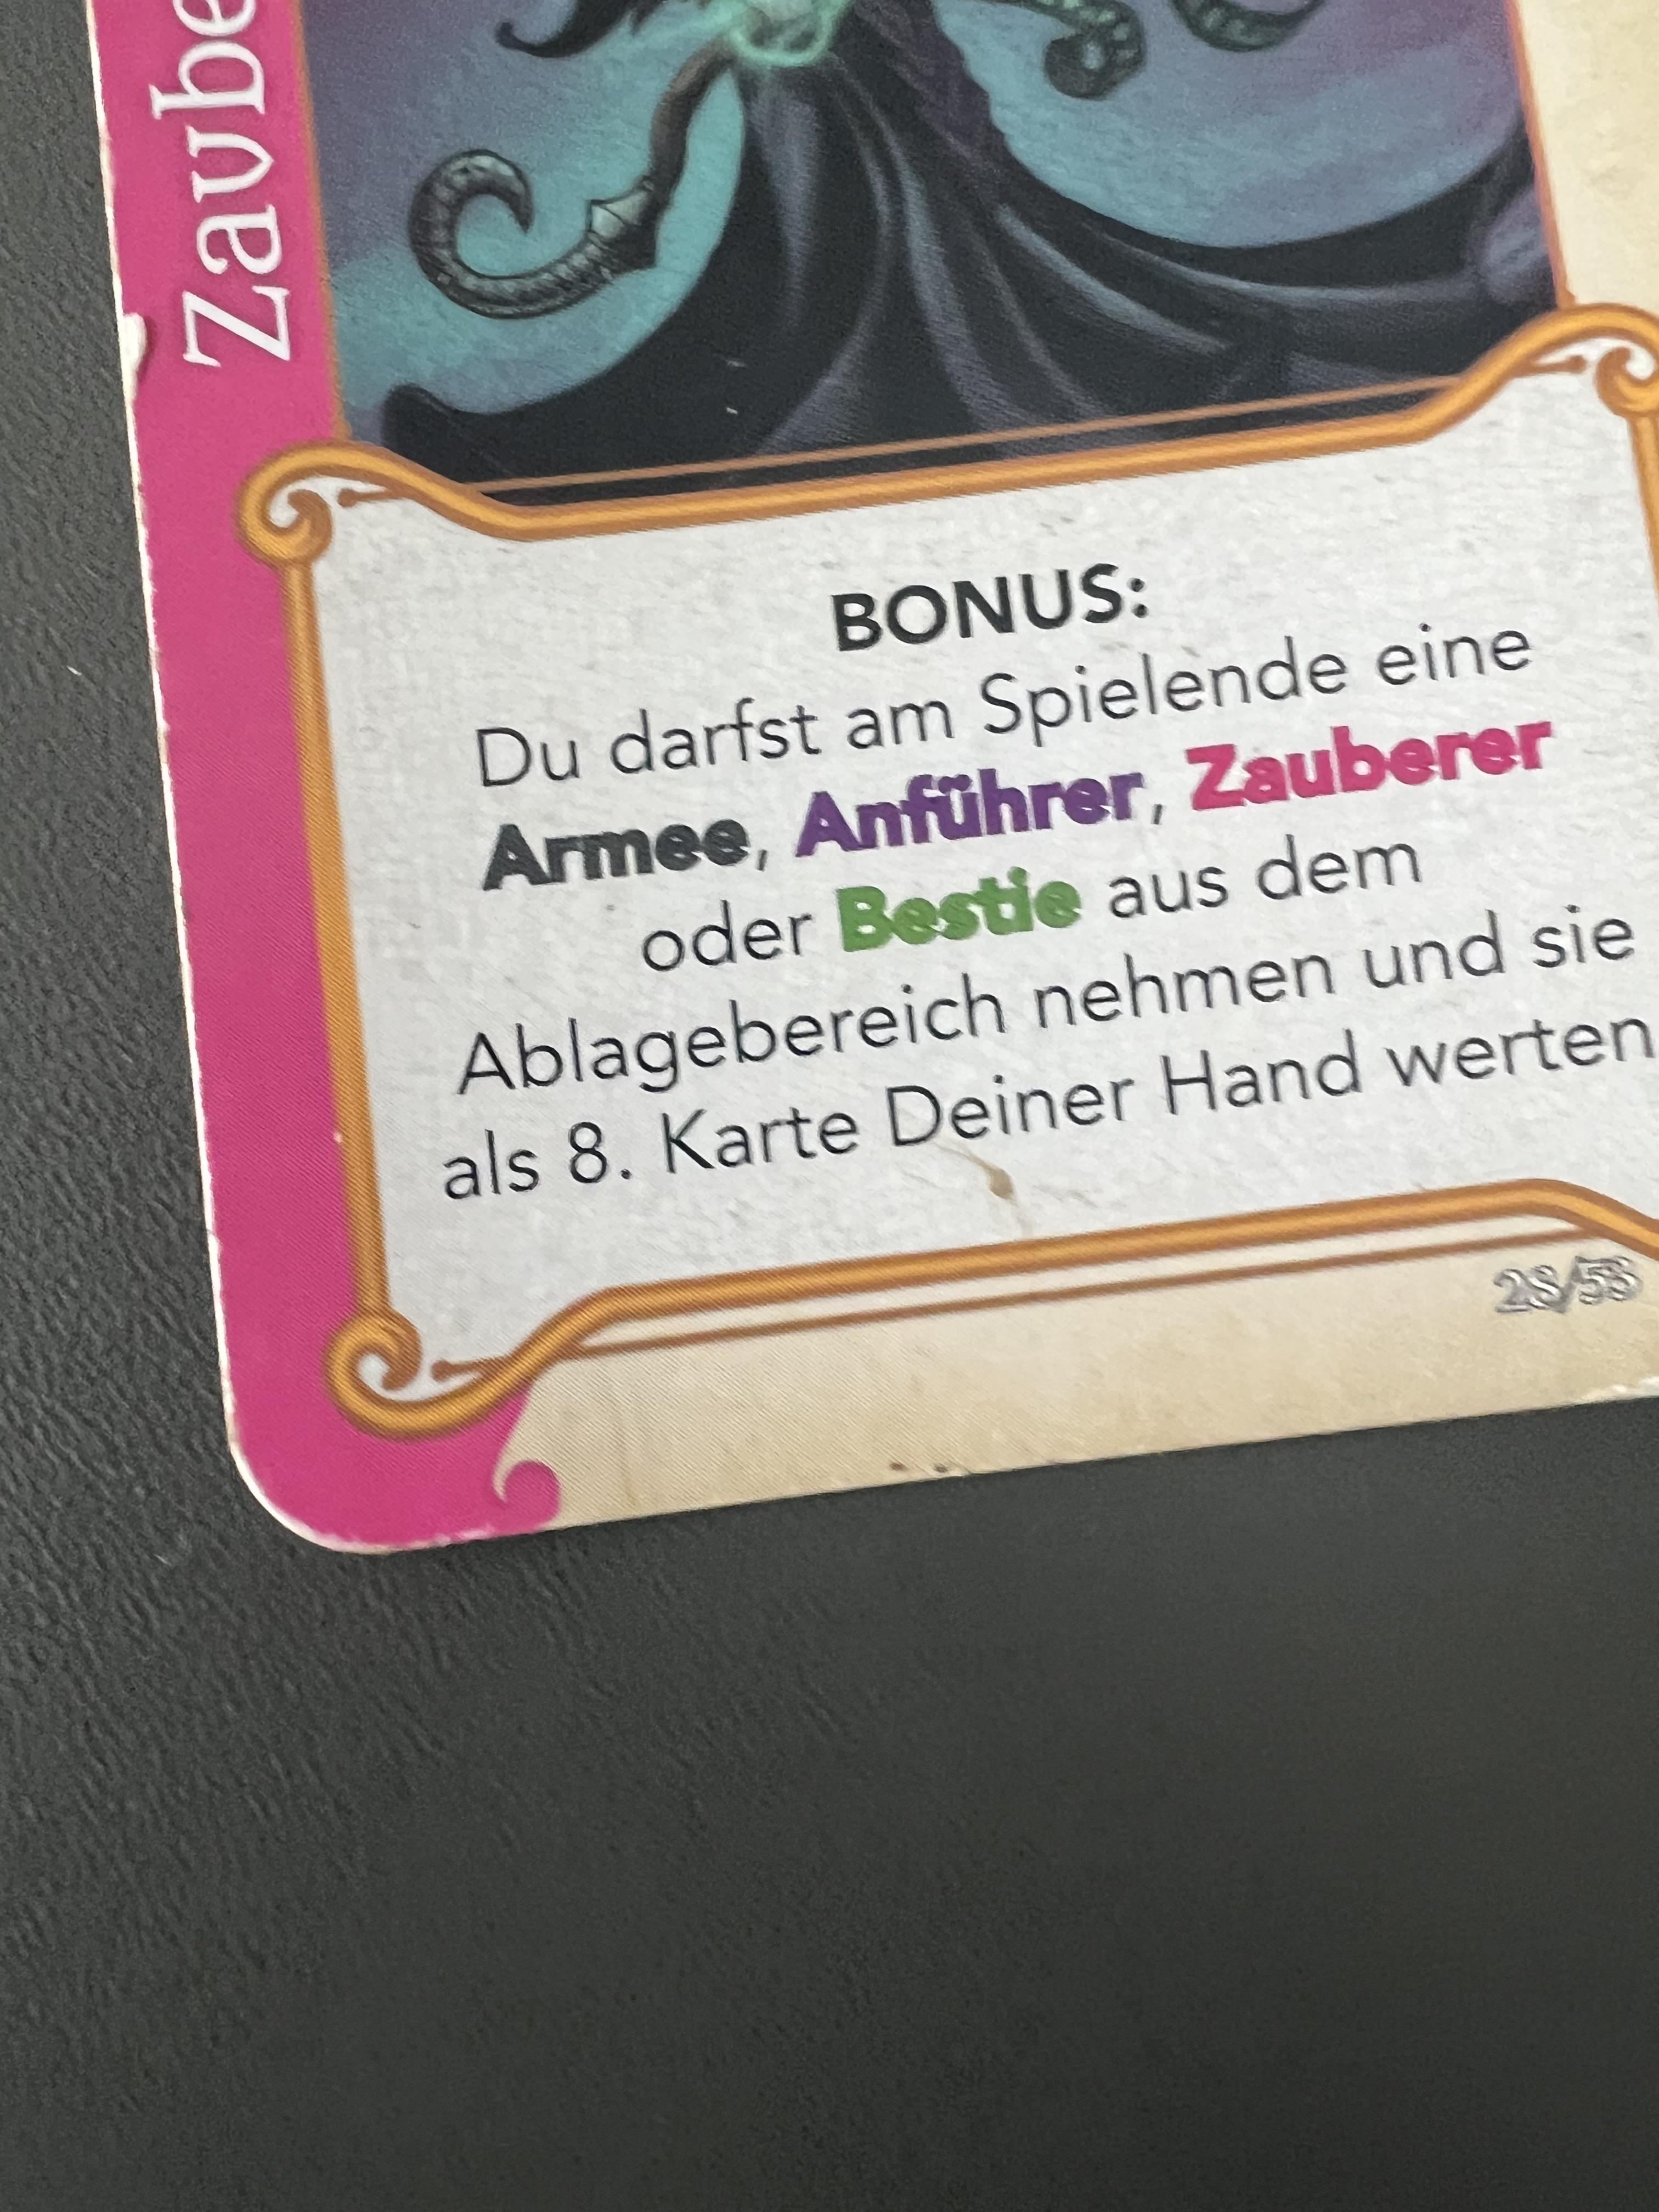 Zaube
BONUS:
Du darfst am Spielende eine
Armee, Anführer, Zauberer
oder Bestie aus dem
Ablagebereich nehmen und sie
als 8. Karte Deiner Hand werten
28/53